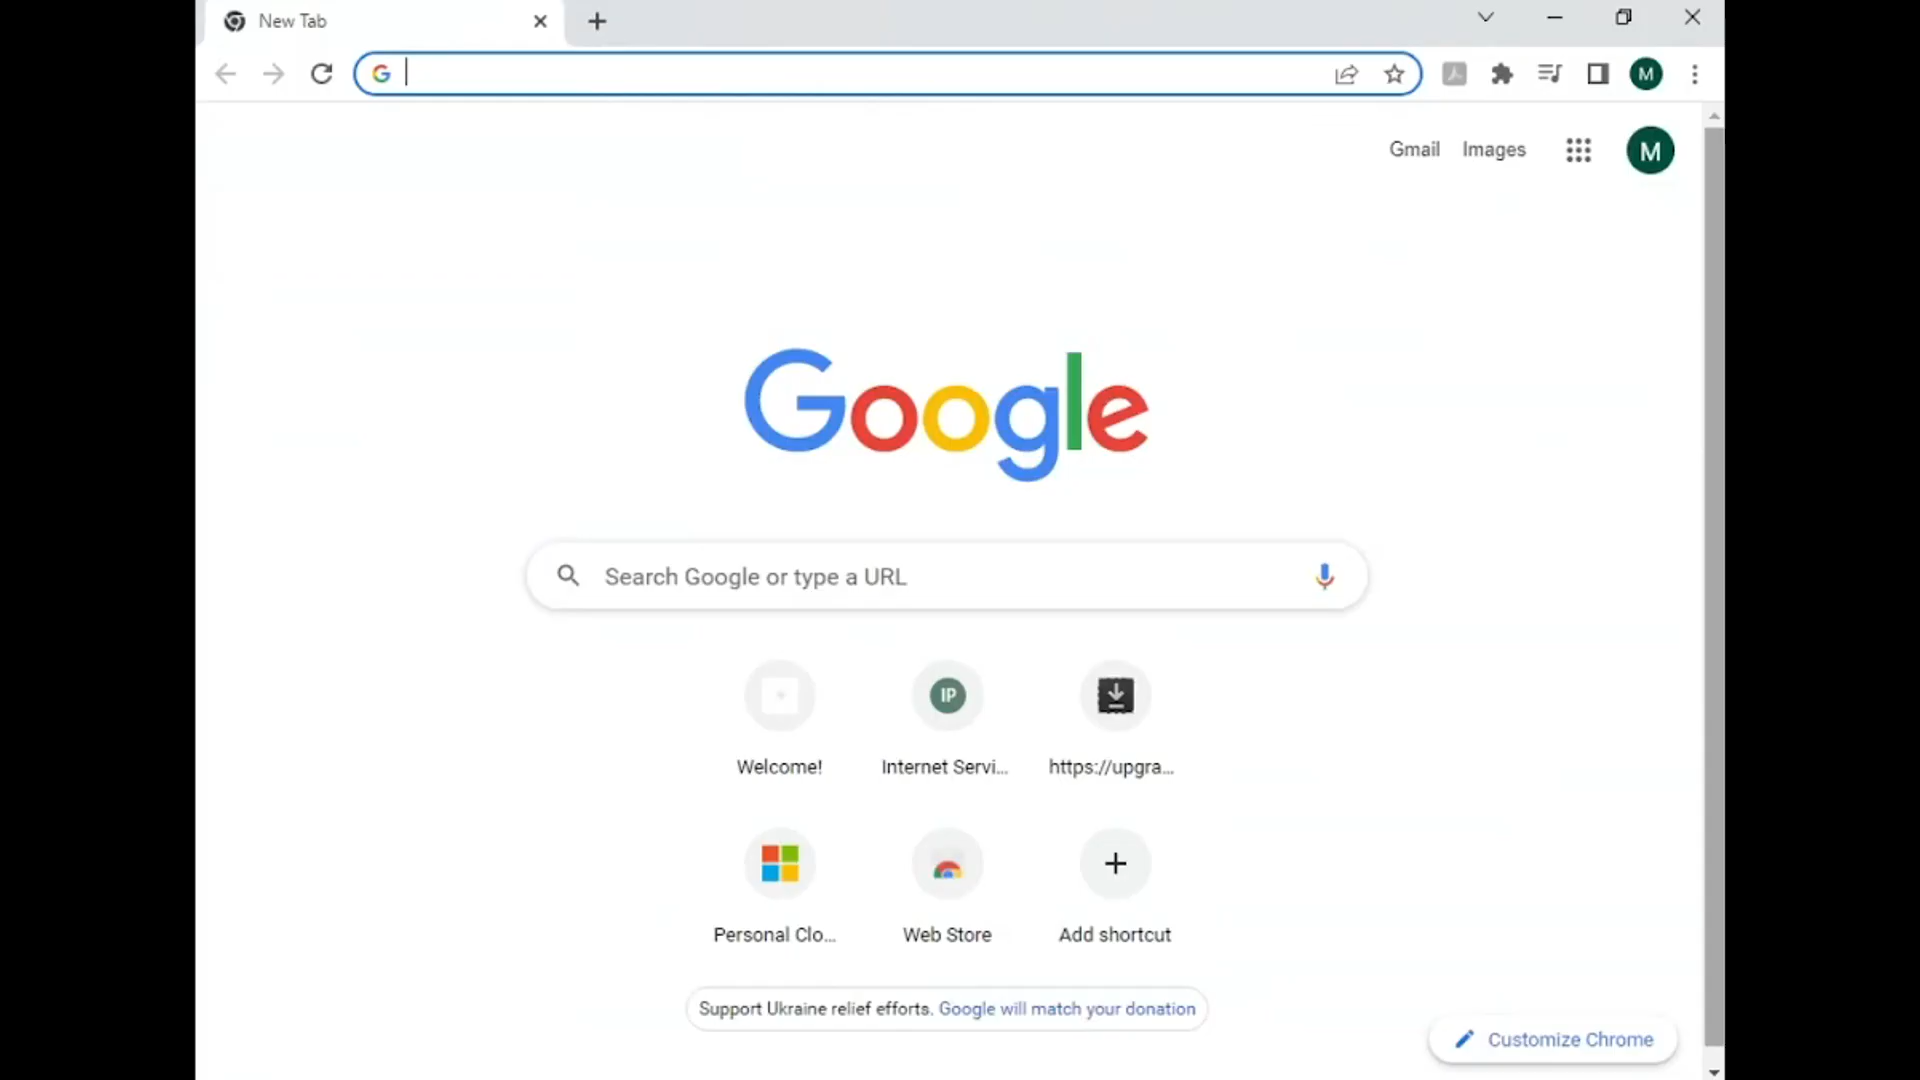 New Tab
M
Gmail
Images
M
Google
Search Google or type a URL
IP
Welcome!
Internet Servi...
https://upgra...
Personal Clo...
Web Store
Add shortcut
Support Ukraine relief efforts. Google will match your donation
Customize Chrome